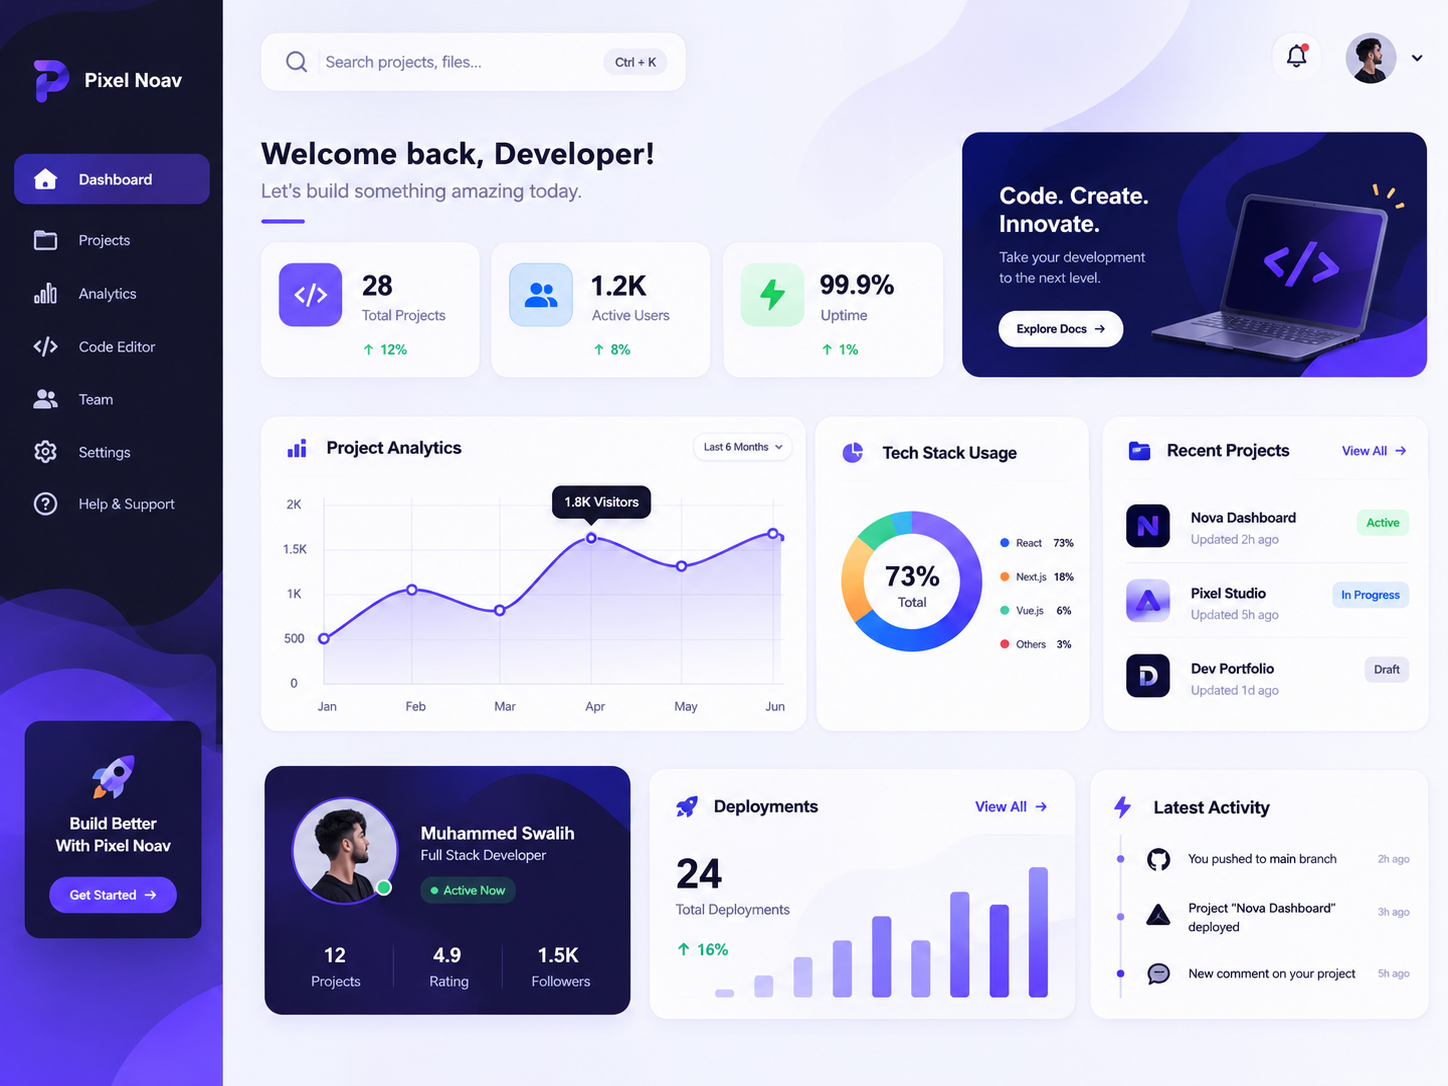 Pixel Noav
Dashboard
Projects
Analytics
Code Editor
Team
Settings
Help & Support
Build Better
With Pixel Noav
Get Started →
Search projects, files...
Ctrl + K
Welcome back, Developer!
Let's build something amazing today.
28
Total Projects
↑ 12%
1.2K
Active Users
↑ 8%
99.9%
Uptime
↑ 1%
Code. Create.
Innovate.
Take your development
to the next level.
Explore Docs →
</>
Project Analytics
Last 6 Months
2K
1.5K
1K
500
0
1.8K Visitors
Jan
Feb
Mar
Apr
May
Jun
Tech Stack Usage
73%
Total
React 73%
Next.js 18%
Vue.js 6%
Others 3%
Recent Projects
View All →
N
Nova Dashboard
Updated 2h ago
Active
Pixel Studio
Updated 5h ago
In Progress
D
Dev Portfolio
Updated 1d ago
Draft
Muhammed Swalih
Full Stack Developer
Active Now
12
Projects
4.9
Rating
1.5K
Followers
Deployments
View All →
24
Total Deployments
↑ 16%
Latest Activity
You pushed to main branch
2h ago
Project "Nova Dashboard"
deployed
3h ago
New comment on your project
5h ago